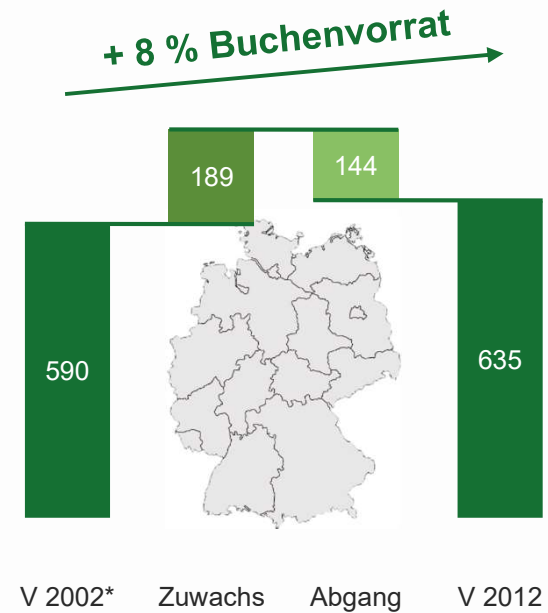 + 8 % Buchenvorrat
189
144
590
635
V 2002*
Zuwachs
Abgang
V 2012